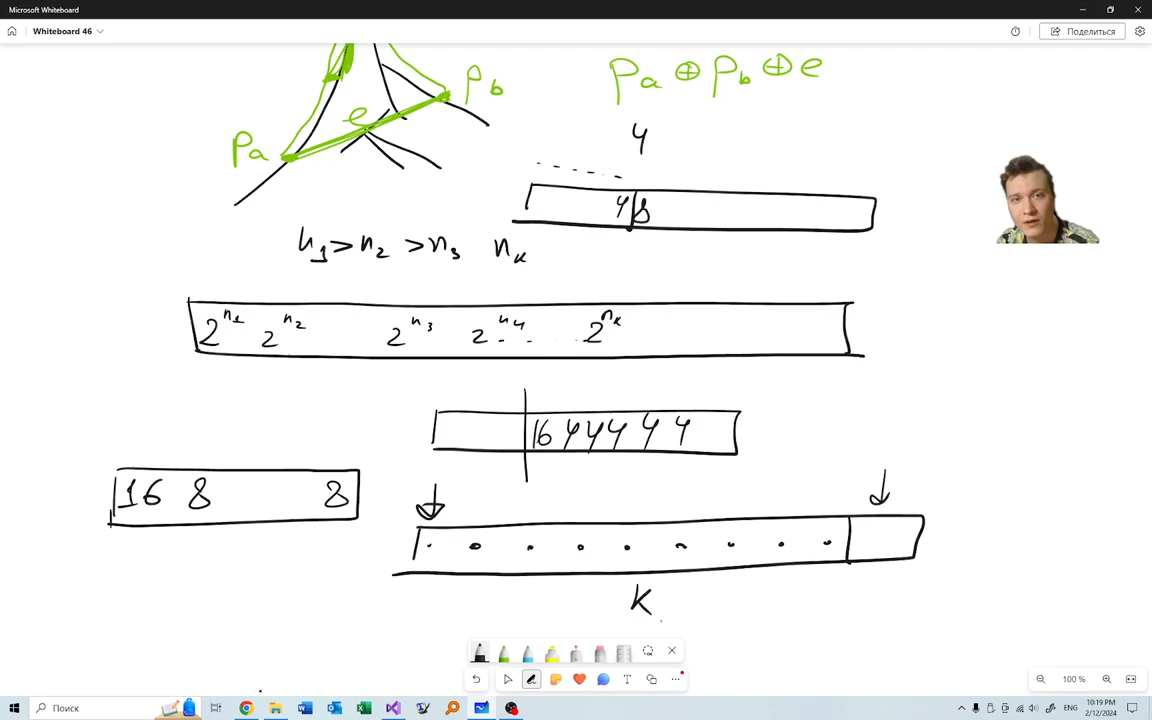 Microsoft Whiteboard
Whiteboard 46
Поделиться
Pa ⊕ Pb ⊕ e
Pb
e
Pa
4
4 8
n1 > n2 > n3 nk
2^n1 2^n2 2^n3 2^n4 ... 2^nk
16 4 4 4 4 4
16 8 8
K
100 %
Поиск
ENG
10:19 PM
2/12/2024